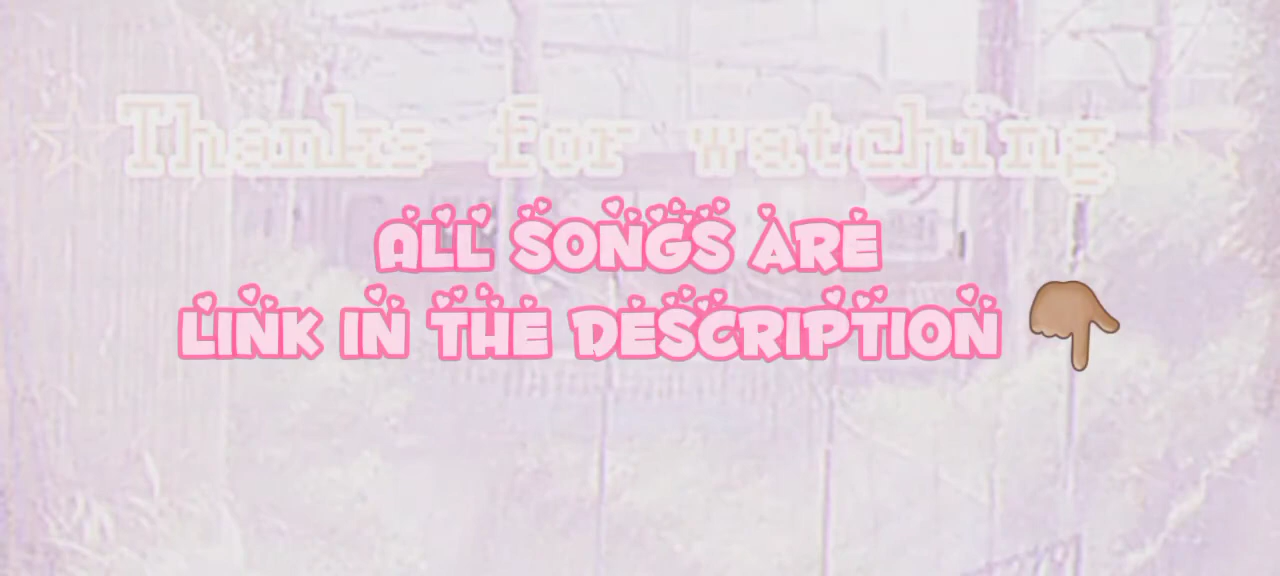 ☆Thanks for watching
ALL SONGS ARE
LINK IN THE DESCRIPTION 👇🏽